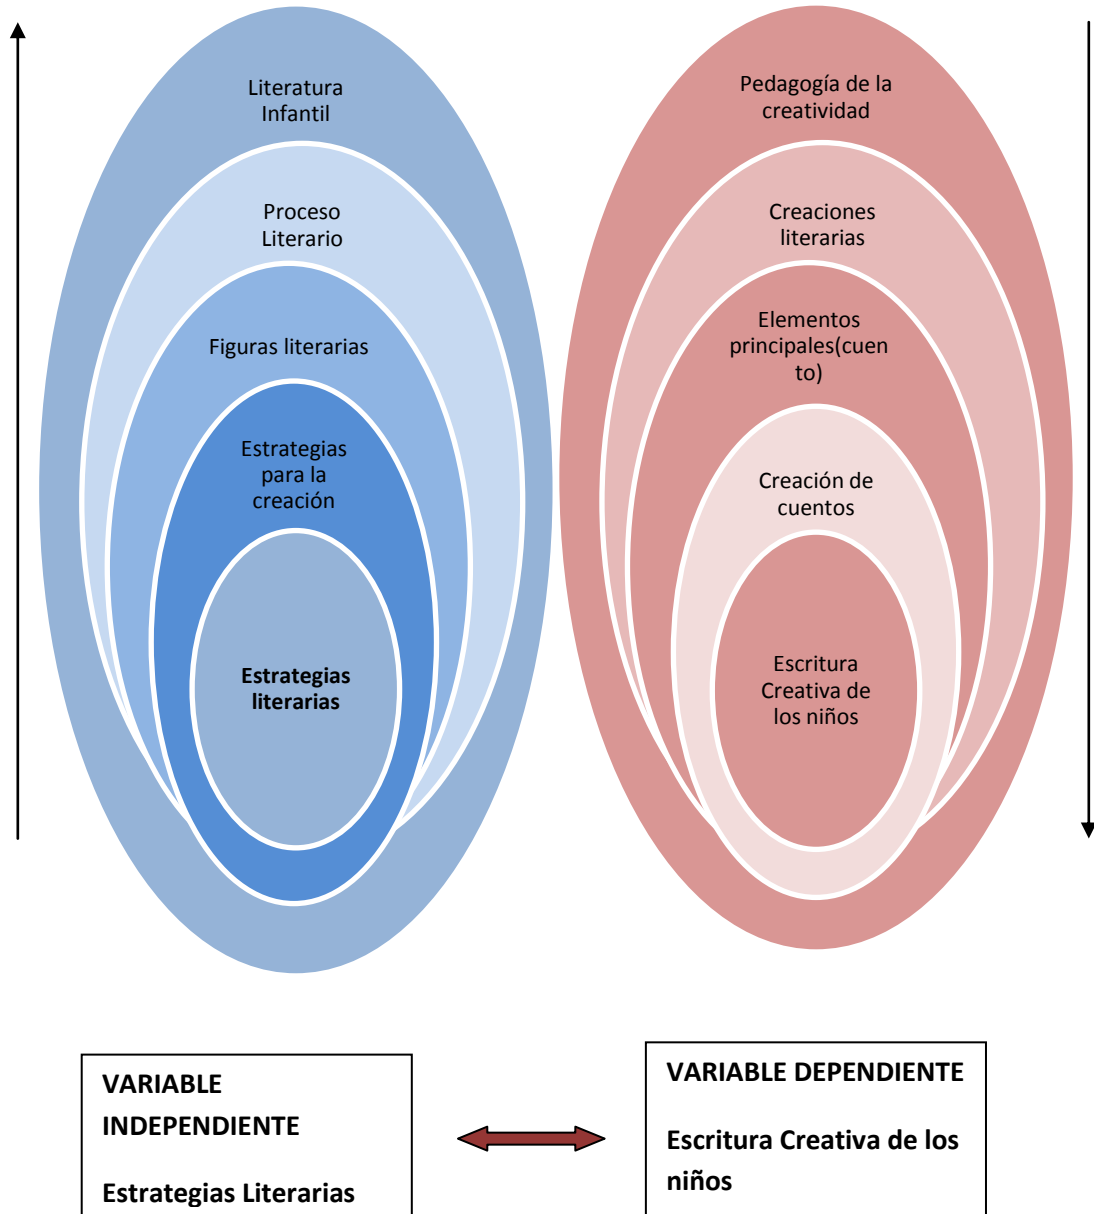 Literatura
Infantil
Proceso
Literario
Figuras literarias
Estrategias
para la
creación
Estrategias
literarias
Pedagogía de la
creatividad
Creaciones
literarias
Elementos
principales(cuen
to)
Creación de
cuentos
Escritura
Creativa de
los niños
VARIABLE
INDEPENDIENTE
Estrategias Literarias
VARIABLE DEPENDIENTE
Escritura Creativa de los
niños